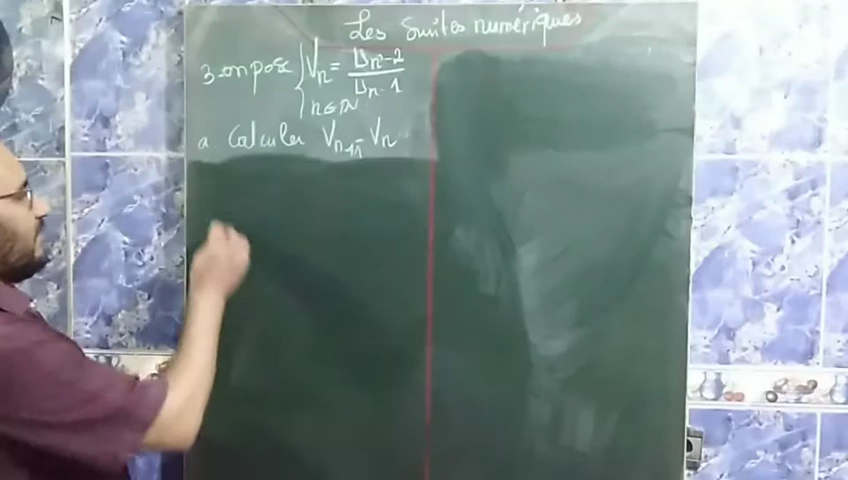 Les Suites numériques
3. on pose { Vn = (Un - 2) / (Un - 1)
n ∈ ℕ
a. Calculer Vn+1 - Vn